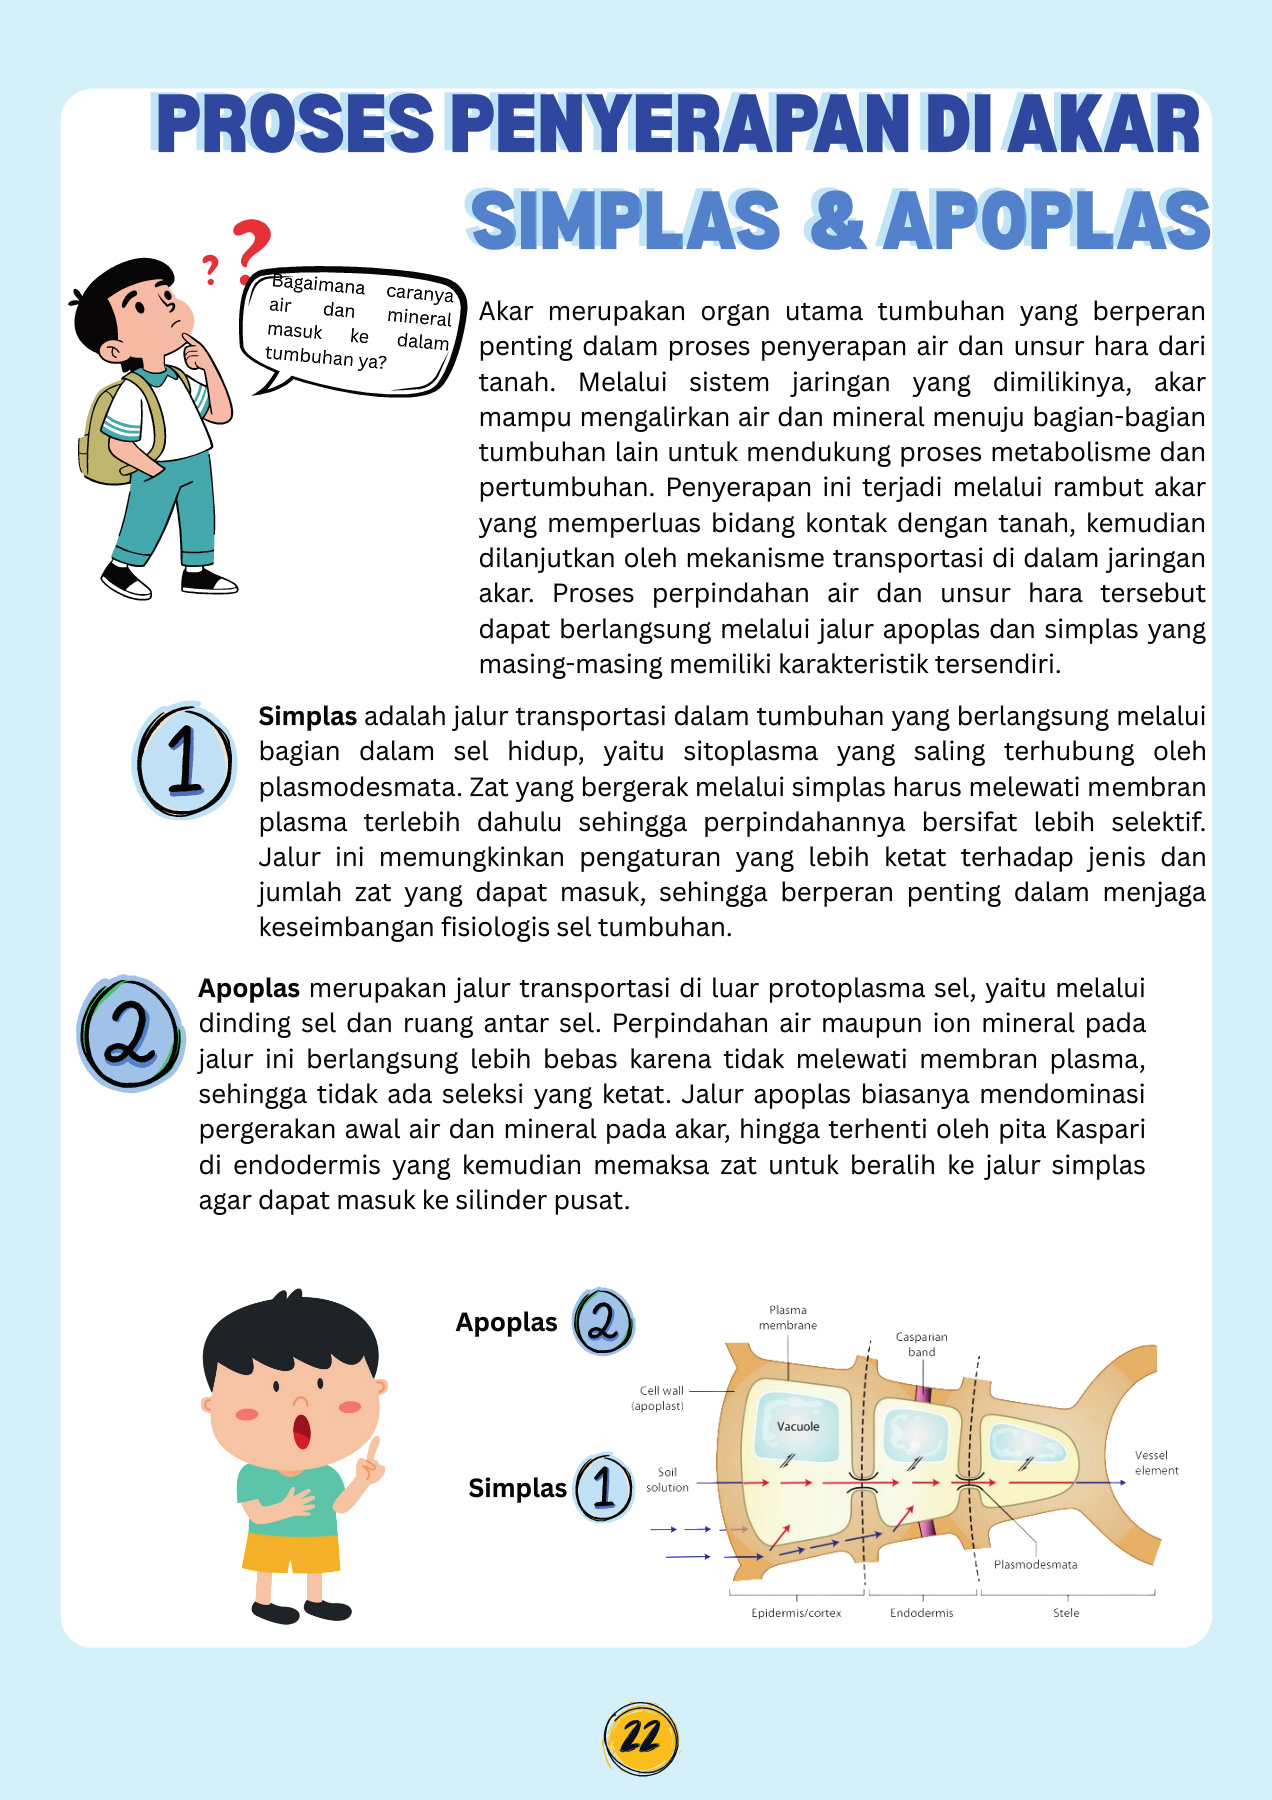 PROSES PENYERAPAN DI AKAR
SIMPLAS & APOPLAS
? ?
Bagaimana caranya
air dan mineral
masuk ke dalam
tumbuhan ya?
Akar merupakan organ utama tumbuhan yang berperan
penting dalam proses penyerapan air dan unsur hara dari
tanah. Melalui sistem jaringan yang dimilikinya, akar
mampu mengalirkan air dan mineral menuju bagian-bagian
tumbuhan lain untuk mendukung proses metabolisme dan
pertumbuhan. Penyerapan ini terjadi melalui rambut akar
yang memperluas bidang kontak dengan tanah, kemudian
dilanjutkan oleh mekanisme transportasi di dalam jaringan
akar. Proses perpindahan air dan unsur hara tersebut
dapat berlangsung melalui jalur apoplas dan simplas yang
masing-masing memiliki karakteristik tersendiri.
1
Simplas adalah jalur transportasi dalam tumbuhan yang berlangsung melalui
bagian dalam sel hidup, yaitu sitoplasma yang saling terhubung oleh
plasmodesmata. Zat yang bergerak melalui simplas harus melewati membran
plasma terlebih dahulu sehingga perpindahannya bersifat lebih selektif.
Jalur ini memungkinkan pengaturan yang lebih ketat terhadap jenis dan
jumlah zat yang dapat masuk, sehingga berperan penting dalam menjaga
keseimbangan fisiologis sel tumbuhan.
2
Apoplas merupakan jalur transportasi di luar protoplasma sel, yaitu melalui
dinding sel dan ruang antar sel. Perpindahan air maupun ion mineral pada
jalur ini berlangsung lebih bebas karena tidak melewati membran plasma,
sehingga tidak ada seleksi yang ketat. Jalur apoplas biasanya mendominasi
pergerakan awal air dan mineral pada akar, hingga terhenti oleh pita Kaspari
di endodermis yang kemudian memaksa zat untuk beralih ke jalur simplas
agar dapat masuk ke silinder pusat.
Apoplas 2
Simplas 1
Plasma
membrane
Casparian
band
Cell wall
(apoplast)
Vacuole
Soil
solution
Vessel
element
Plasmodesmata
Epidermis/cortex
Endodermis
Stele
22